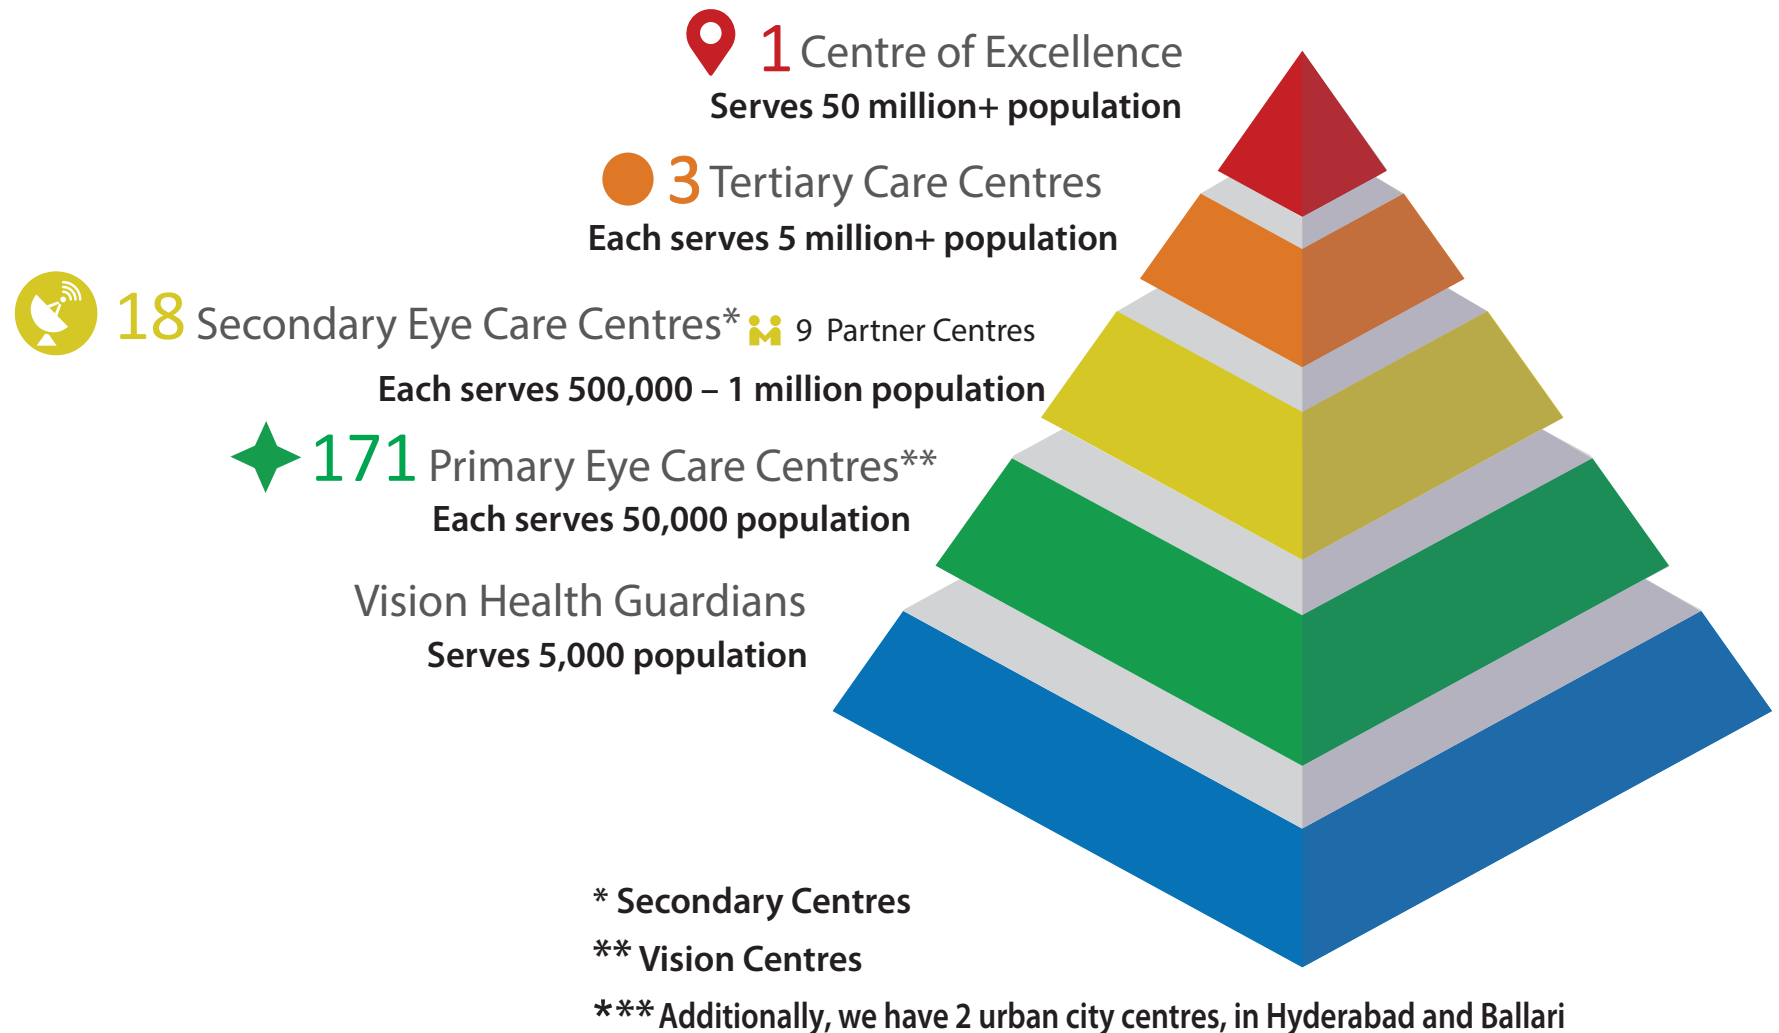 1 Centre of Excellence
Serves 50 million+ population
3 Tertiary Care Centres
Each serves 5 million+ population
18 Secondary Eye Care Centres* 9 Partner Centres
Each serves 500,000 – 1 million population
171 Primary Eye Care Centres**
Each serves 50,000 population
Vision Health Guardians
Serves 5,000 population
* Secondary Centres
** Vision Centres
*** Additionally, we have 2 urban city centres, in Hyderabad and Ballari